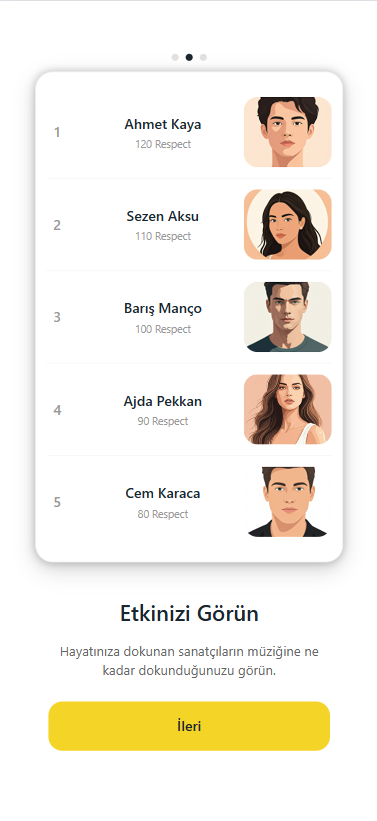 1
Ahmet Kaya
120 Respect
2
Sezen Aksu
110 Respect
3
Barış Manço
100 Respect
4
Ajda Pekkan
90 Respect
5
Cem Karaca
80 Respect
Etkinizi Görün
Hayatınıza dokunan sanatçıların müziğine ne
kadar dokunduğunuzu görün.
İleri